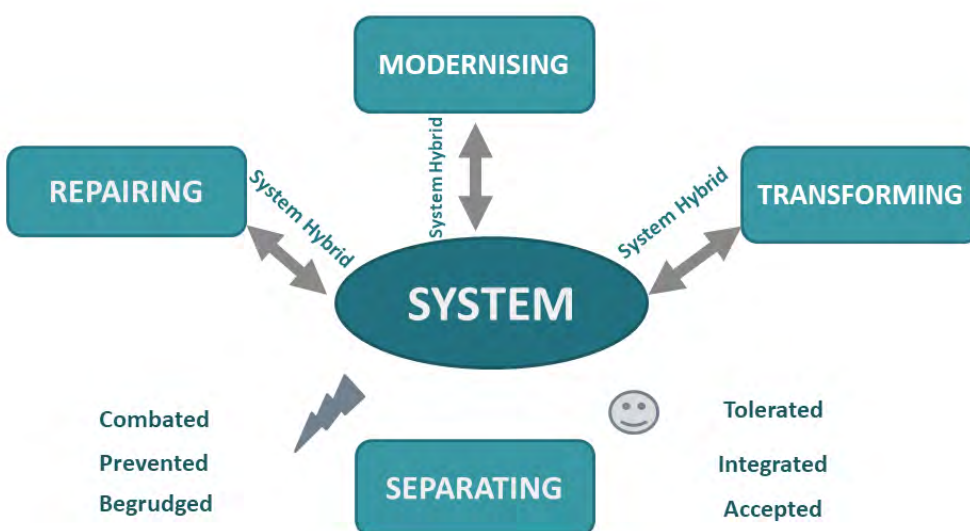 MODERNISING
REPAIRING
System Hybrid
System Hybrid
System Hybrid
TRANSFORMING
SYSTEM
Combated
Prevented
Begrudged
SEPARATING
Tolerated
Integrated
Accepted